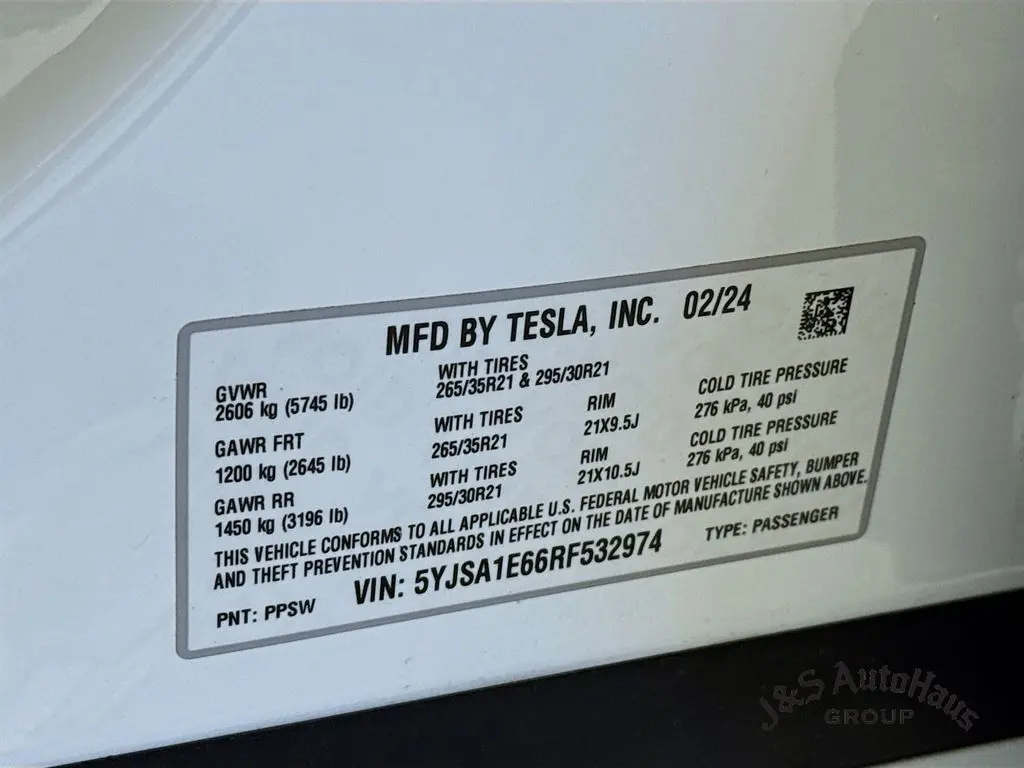 MFD BY TESLA, INC. 02/24
GVWR
2606 kg (5745 lb)
WITH TIRES
265/35R21 & 295/30R21
GAWR FRT
1200 kg (2645 lb)
WITH TIRES
265/35R21
RIM
21X9.5J
COLD TIRE PRESSURE
276 kPa, 40 psi
GAWR RR
1450 kg (3196 lb)
WITH TIRES
295/30R21
RIM
21X10.5J
COLD TIRE PRESSURE
276 kPa, 40 psi
THIS VEHICLE CONFORMS TO ALL APPLICABLE U.S. FEDERAL MOTOR VEHICLE SAFETY, BUMPER
AND THEFT PREVENTION STANDARDS IN EFFECT ON THE DATE OF MANUFACTURE SHOWN ABOVE.
PNT: PPSW VIN: 5YJSA1E66RF532974 TYPE: PASSENGER
J&S AutoHaus
GROUP